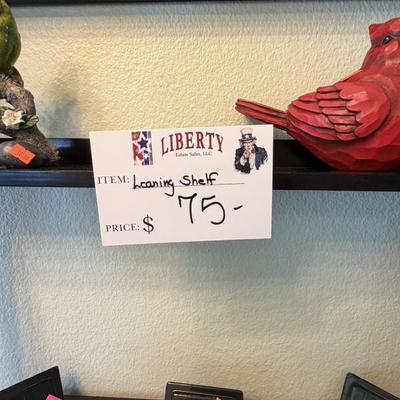 LIBERTY
Estate Sales, LLC
ITEM: Leaning Shelf
PRICE: $ 75-